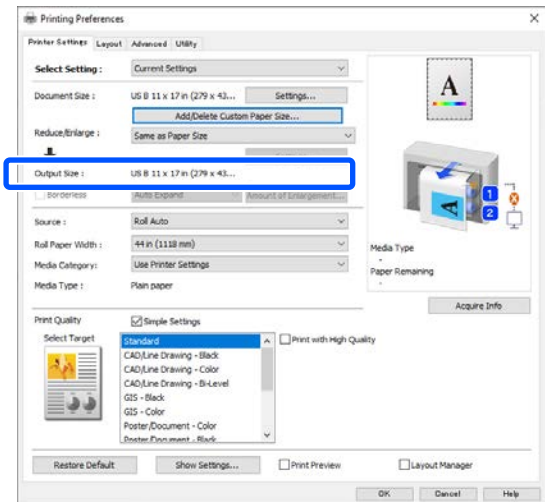 Printing Preferences
Printer Settings Layout Advanced Utility
Select Setting : Current Settings
Document Size : US B 11 x 17 in (279 x 43... Settings...
Add/Delete Custom Paper Size...
Reduce/Enlarge : Same as Paper Size
Output Size : US B 11 x 17 in (279 x 43...
Borderless Auto Expand Amount of Enlargement...
Source : Roll Auto
Roll Paper Width : 44 in (1118 mm)
Media Category: Use Printer Settings
Media Type : Plain paper
A
A
1
2
Media Type
-
Paper Remaining
-
Acquire Info
Print Quality Simple Settings
Select Target
Standard
CAD/Line Drawing - Black
CAD/Line Drawing - Color
CAD/Line Drawing - Bi-Level
GIS - Black
GIS - Color
Poster/Document - Color
Poster/Document - Black
Print with High Quality
Restore Default Show Settings... Print Preview Layout Manager
OK Cancel Help